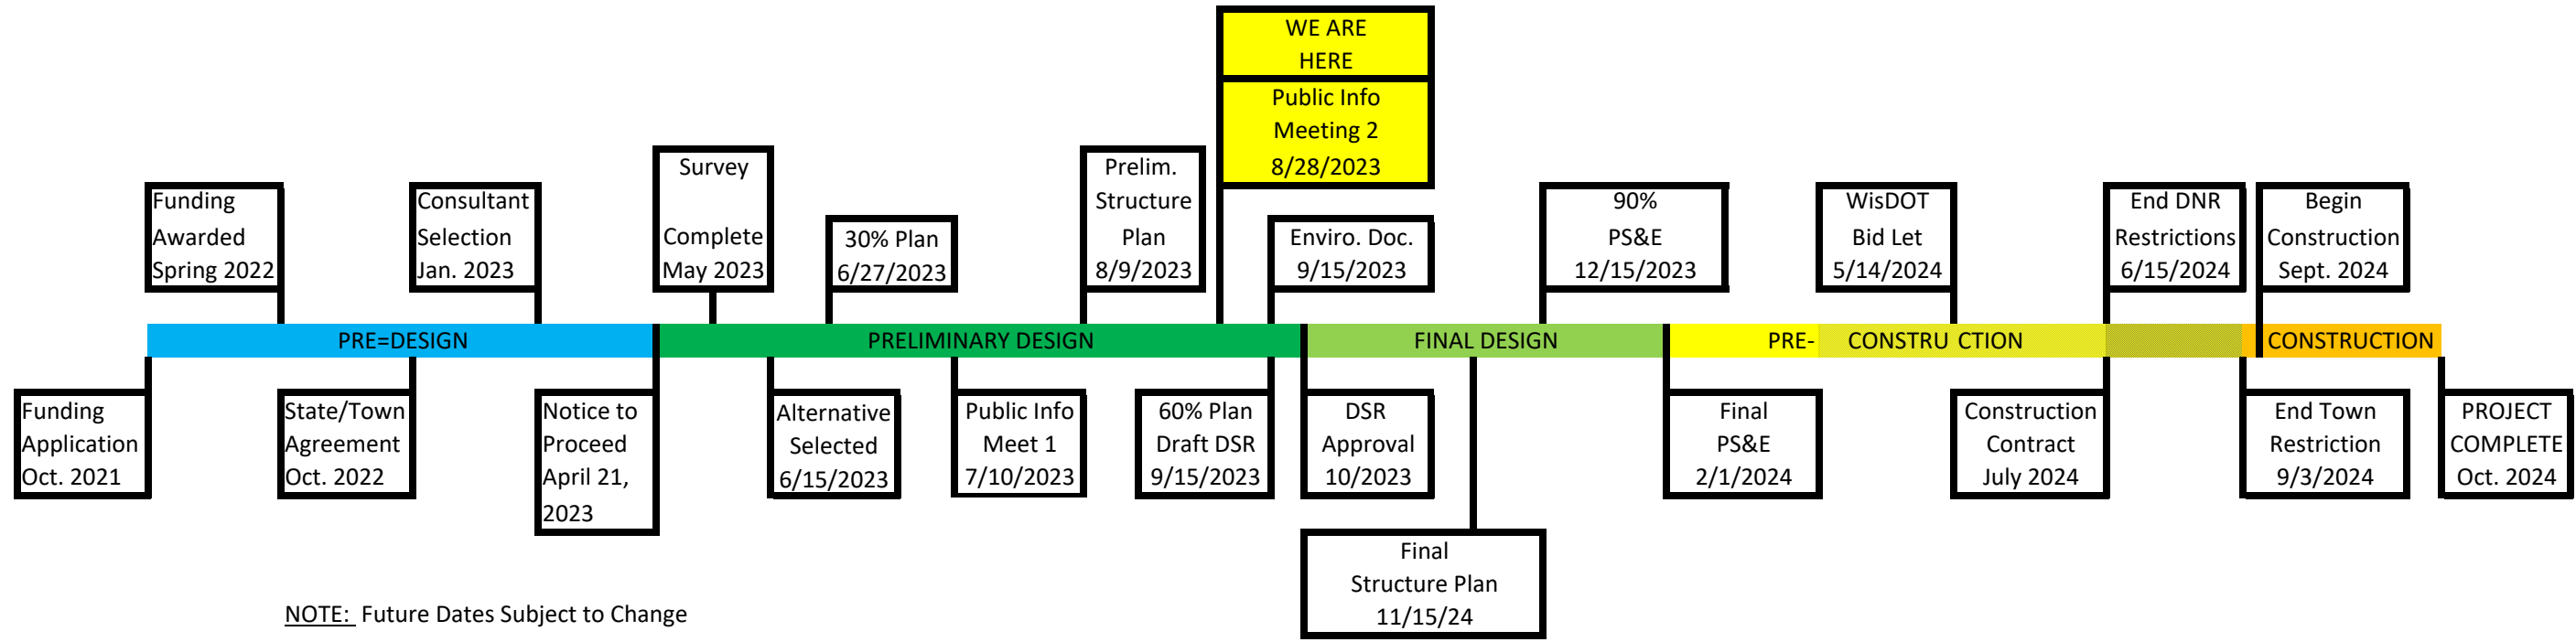 WE ARE
HERE
Public Info
Meeting 2
8/28/2023
Funding
Awarded
Spring 2022
Consultant
Selection
Jan. 2023
Survey
Complete
May 2023
30% Plan
6/27/2023
Prelim.
Structure
Plan
8/9/2023
Enviro. Doc.
9/15/2023
90%
PS&E
12/15/2023
WisDOT
Bid Let
5/14/2024
End DNR
Restrictions
6/15/2024
Begin
Construction
Sept. 2024
PRE=DESIGN
PRELIMINARY DESIGN
FINAL DESIGN
PRE- CONSTRU CTION
CONSTRUCTION
Funding
Application
Oct. 2021
State/Town
Agreement
Oct. 2022
Notice to
Proceed
April 21,
2023
Alternative
Selected
6/15/2023
Public Info
Meet 1
7/10/2023
60% Plan
Draft DSR
9/15/2023
DSR
Approval
10/2023
Final
Structure Plan
11/15/24
Final
PS&E
2/1/2024
Construction
Contract
July 2024
End Town
Restriction
9/3/2024
PROJECT
COMPLETE
Oct. 2024
NOTE: Future Dates Subject to Change